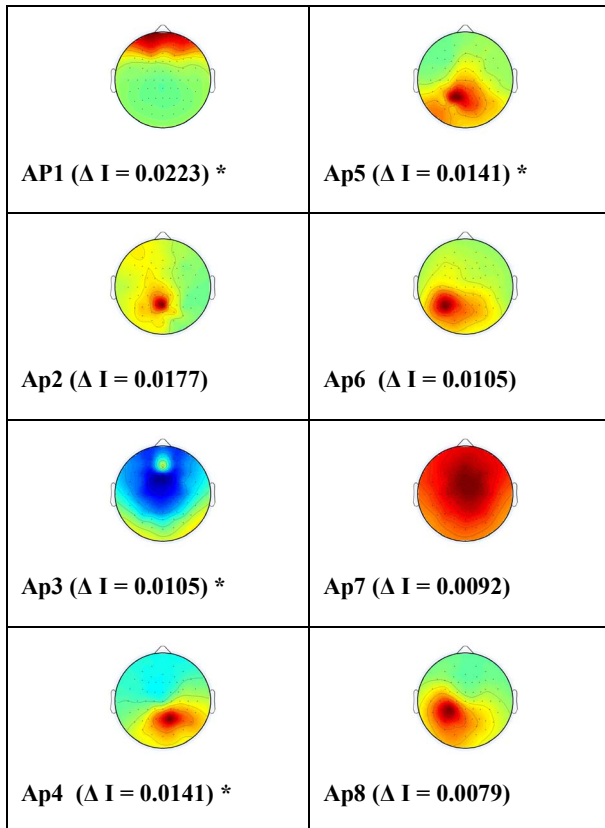 AP1 (Δ I = 0.0223) *
Ap5 (Δ I = 0.0141) *
Ap2 (Δ I = 0.0177)
Ap6  (Δ I = 0.0105)
Ap3 (Δ I = 0.0105) *
Ap7 (Δ I = 0.0092)
Ap4  (Δ I = 0.0141) *
Ap8 (Δ I = 0.0079)